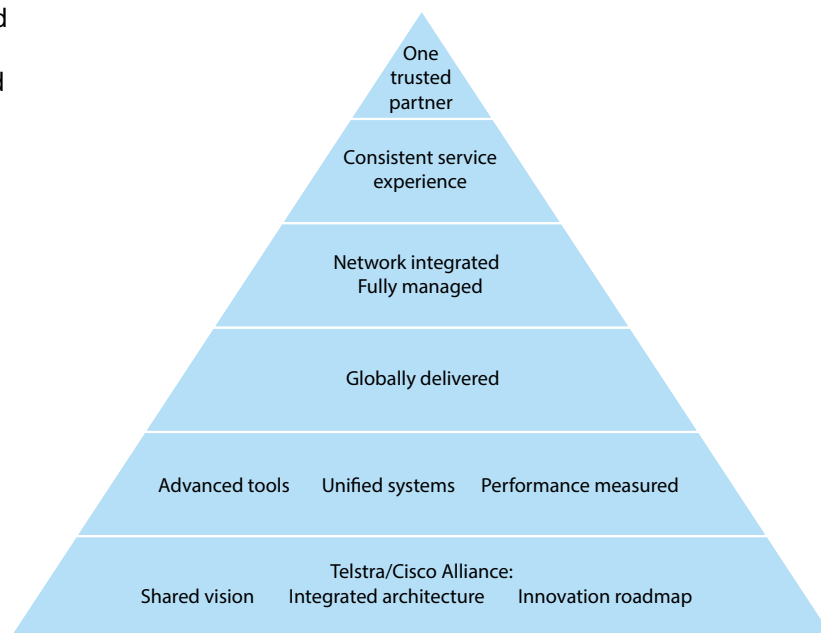 One
trusted
partner
Consistent service
experience
Network integrated
Fully managed
Globally delivered
Advanced tools Unified systems Performance measured
Telstra/Cisco Alliance:
Shared vision Integrated architecture Innovation roadmap